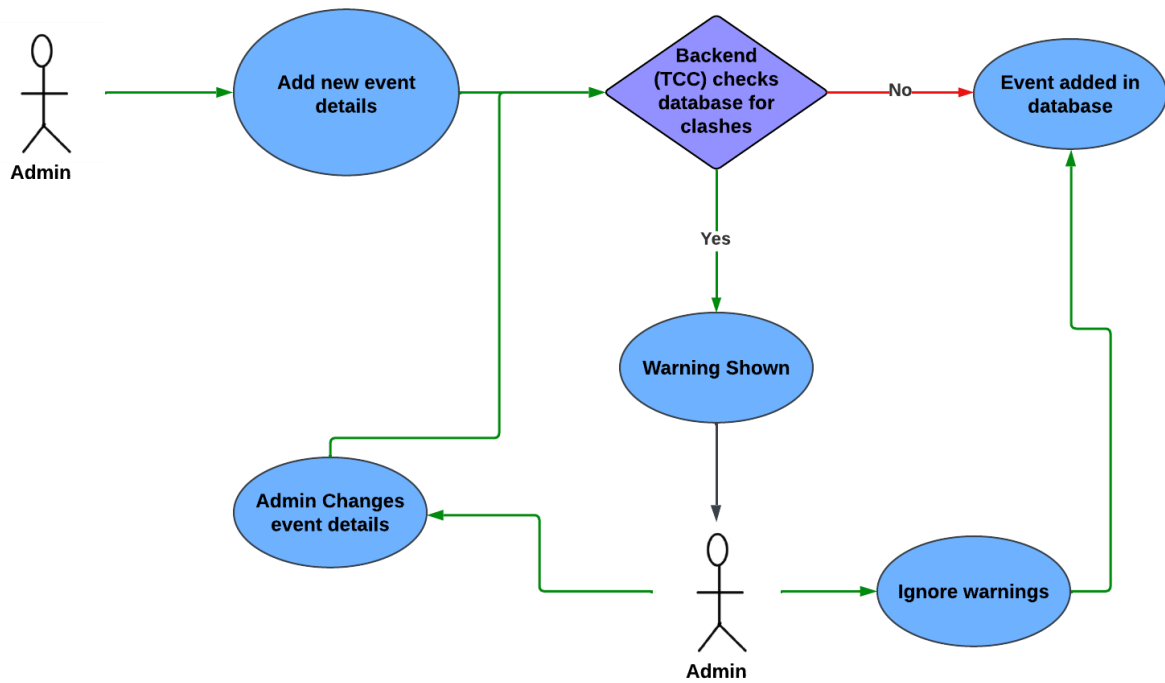 Admin
Add new event
details
Backend
(TCC) checks
database for
clashes
No
Event added in
database
Yes
Warning Shown
Admin Changes
event details
Ignore warnings
Admin